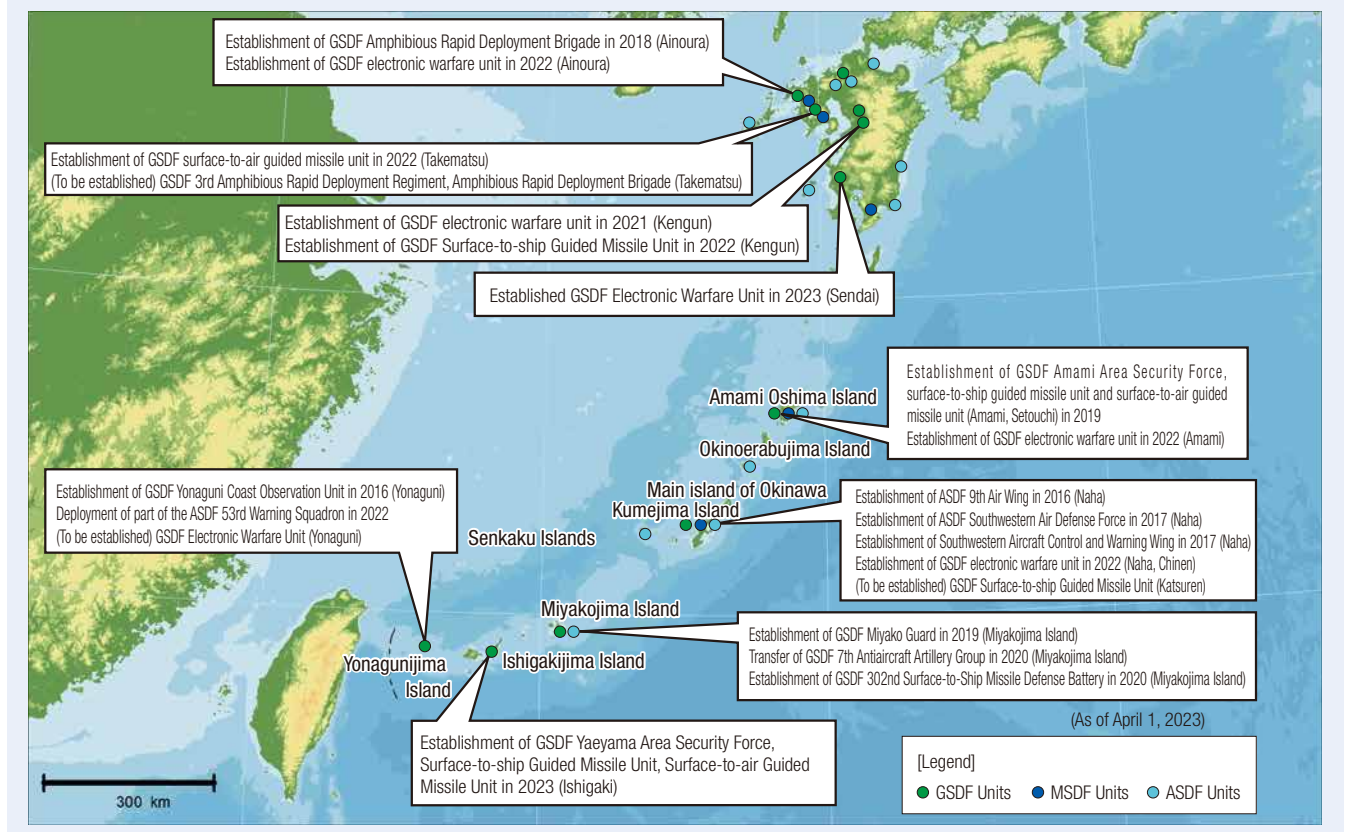 Establishment of GSDF Amphibious Rapid Deployment Brigade in 2018 (Ainoura)
Establishment of GSDF electronic warfare unit in 2022 (Ainoura)
Establishment of GSDF surface-to-air guided missile unit in 2022 (Takematsu)
(To be established) GSDF 3rd Amphibious Rapid Deployment Regiment, Amphibious Rapid Deployment Brigade (Takematsu)
Establishment of GSDF electronic warfare unit in 2021 (Kengun)
Establishment of GSDF Surface-to-ship Guided Missile Unit in 2022 (Kengun)
Established GSDF Electronic Warfare Unit in 2023 (Sendai)
Establishment of GSDF Amami Area Security Force,
surface-to-ship guided missile unit and surface-to-air guided
missile unit (Amami, Setouchi) in 2019
Establishment of GSDF electronic warfare unit in 2022 (Amami)
Amami Oshima Island
Okinoerabujima Island
Main island of Okinawa
Kumejima Island
Establishment of ASDF 9th Air Wing in 2016 (Naha)
Establishment of ASDF Southwestern Air Defense Force in 2017 (Naha)
Establishment of Southwestern Aircraft Control and Warning Wing in 2017 (Naha)
Establishment of GSDF electronic warfare unit in 2022 (Naha, Chinen)
(To be established) GSDF Surface-to-ship Guided Missile Unit (Katsuren)
Establishment of GSDF Yonaguni Coast Observation Unit in 2016 (Yonaguni)
Deployment of part of the ASDF 53rd Warning Squadron in 2022
(To be established) GSDF Electronic Warfare Unit (Yonaguni)
Senkaku Islands
Miyakojima Island
Establishment of GSDF Miyako Guard in 2019 (Miyakojima Island)
Transfer of GSDF 7th Antiaircraft Artillery Group in 2020 (Miyakojima Island)
Establishment of GSDF 302nd Surface-to-Ship Missile Defense Battery in 2020 (Miyakojima Island)
Yonagunijima
Island
Ishigakijima Island
Establishment of GSDF Yaeyama Area Security Force,
Surface-to-ship Guided Missile Unit, Surface-to-air Guided
Missile Unit in 2023 (Ishigaki)
(As of April 1, 2023)
[Legend]
GSDF Units MSDF Units ASDF Units
300 km